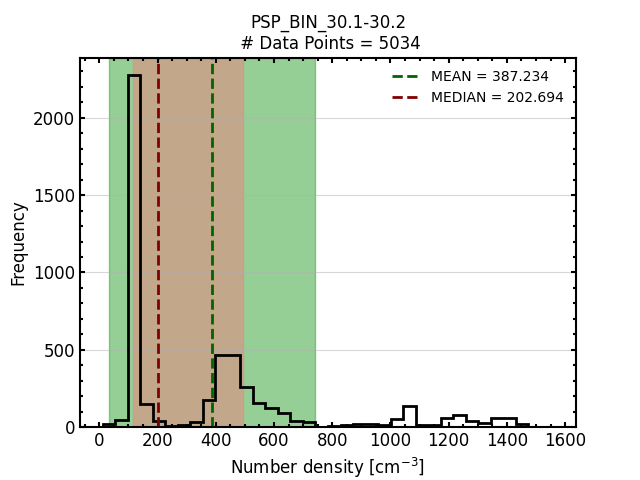 PSP_BIN_30.1-30.2
# Data Points = 5034
MEAN = 387.234
MEDIAN = 202.694
Frequency
2000
1500
1000
500
0
0 200 400 600 800 1000 1200 1400 1600
Number density [cm⁻³]